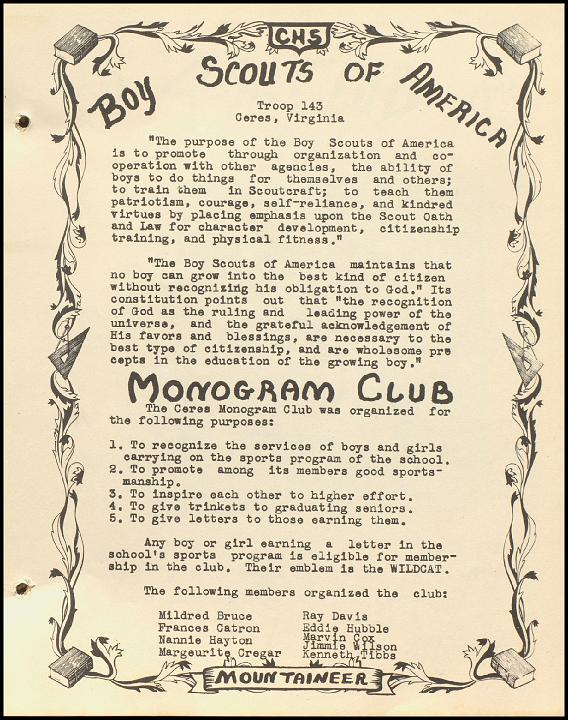 CHS
BOY SCOUTS OF AMERICA
Troop 143
Ceres, Virginia
"The purpose of the Boy Scouts of America
is to promote through organization and co-
operation with other agencies, the ability of
boys to do things for themselves and others;
to train them in Scoutcraft; to teach them
patriotism, courage, self-reliance, and kindred
virtues by placing emphasis upon the Scout Oath
and Law for character development, citizenship
training, and physical fitness."
"The Boy Scouts of America maintains that
no boy can grow into the best kind of citizen
without recognizing his obligation to God." Its
constitution points out that "the recognition
of God as the ruling and leading power of the
universe, and the grateful acknowledgement of
His favors and blessings, are necessary to the
best type of citizenship, and are wholesome pre
cepts in the education of the growing boy."
MONOGRAM CLUB
The Ceres Monogram Club was organized for
the following purposes:
1. To recognize the services of boys and girls
carrying on the sports program of the school.
2. To promote among its members good sports-
manship.
3. To inspire each other to higher effort.
4. To give trinkets to graduating seniors.
5. To give letters to those earning them.
Any boy or girl earning a letter in the
school's sports program is eligible for member-
ship in the club. Their emblem is the WILDCAT.
The following members organized the club:
Mildred Bruce
Frances Catron
Nannie Hayton
Margeurite Cregar
Ray Davis
Eddie Hubble
Marvin Cox
Jimmie Wilson
Kenneth Tibbs
MOUNTAINEER